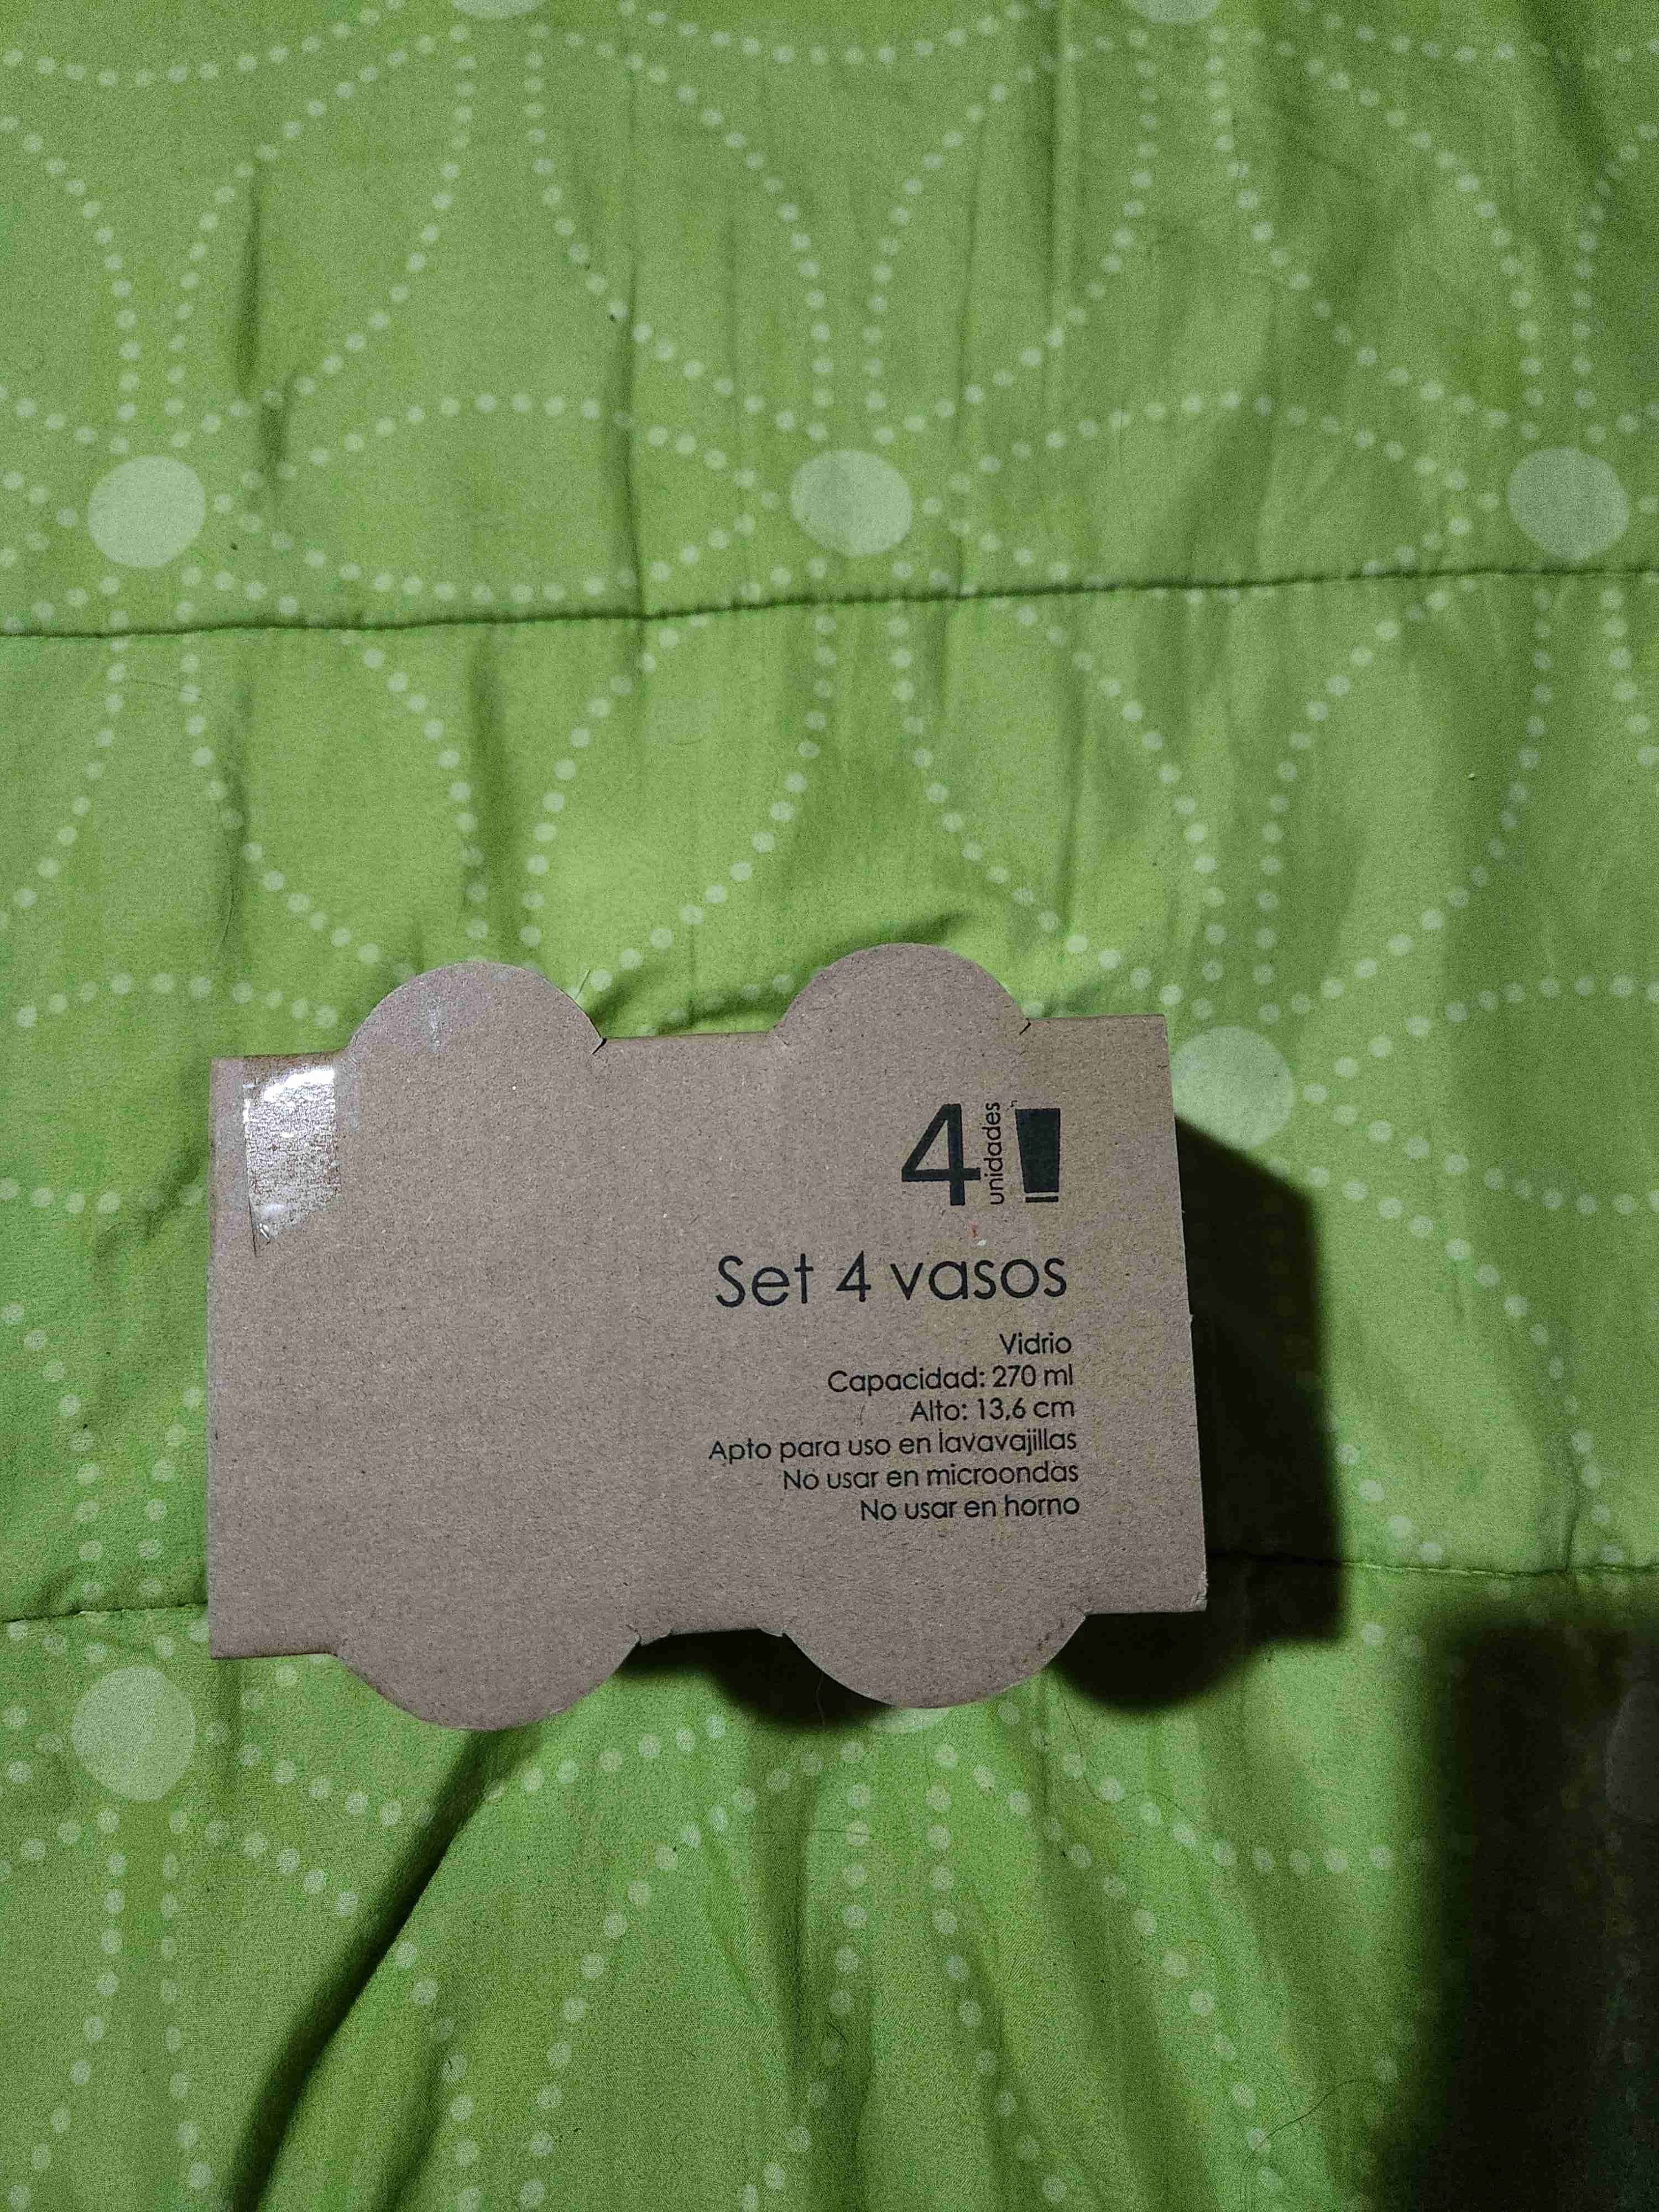 4 unidades
Set 4 vasos
Vidrio
Capacidad: 270 ml
Alto: 13,6 cm
Apto para uso en lavavajillas
No usar en microondas
No usar en horno